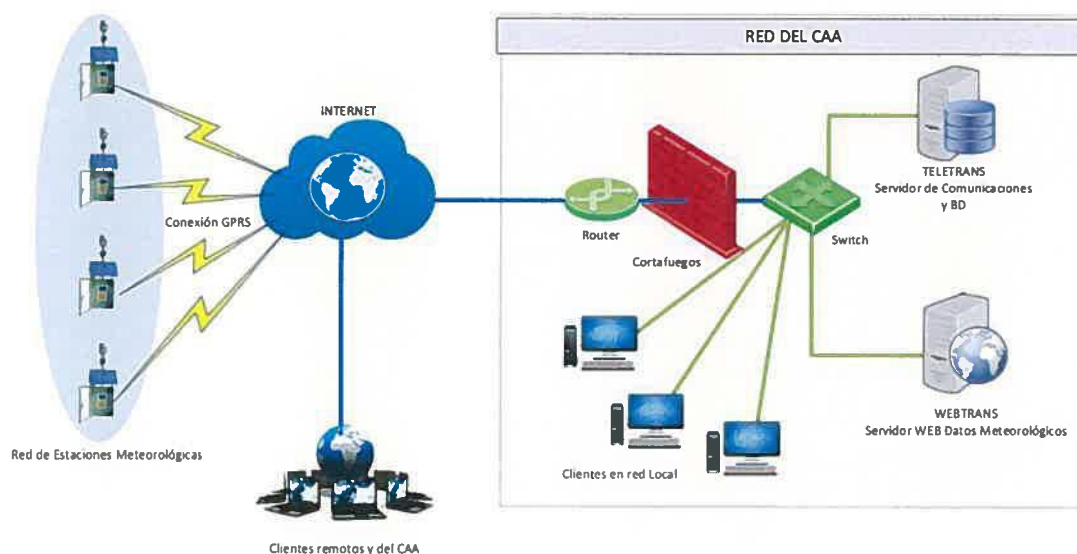 RED DEL CAA
INTERNET
TELETRANS
Servidor de Comunicaciones
y BD
Conexión GPRS
Router
Switch
Cortafuegos
WEBTRANS
Servidor WEB Datos Meteorológicos
Red de Estaciones Meteorológicas
Clientes en red Local
Clientes remotos y del CAA